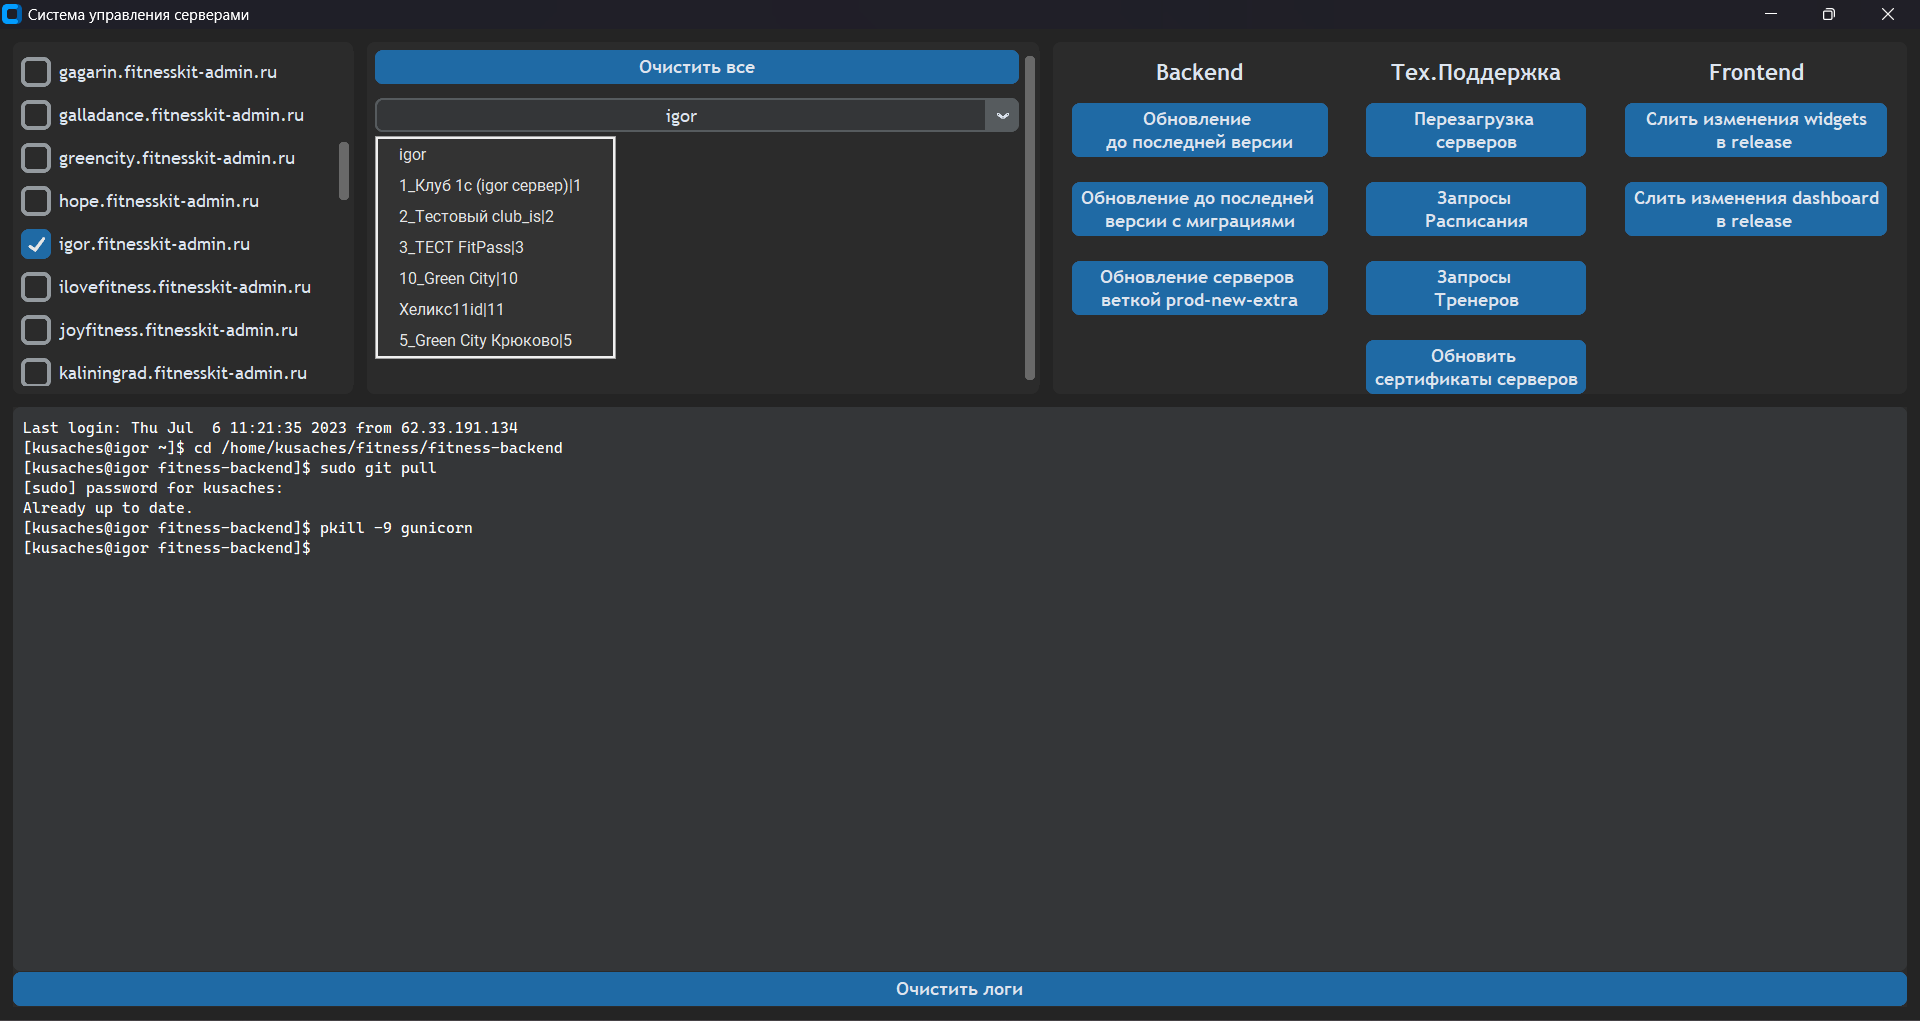 Система управления серверами
gagarin.fitnesskit-admin.ru
galladance.fitnesskit-admin.ru
greencity.fitnesskit-admin.ru
hope.fitnesskit-admin.ru
igor.fitnesskit-admin.ru
ilovefitness.fitnesskit-admin.ru
joyfitness.fitnesskit-admin.ru
kaliningrad.fitnesskit-admin.ru
Очистить все
igor
igor
1_Клуб 1с (igor сервер)|1
2_Тестовый club_is|2
3_ТЕСТ FitPass|3
10_Green City|10
Хеликс11id|11
5_Green City Крюково|5
Backend
Обновление
до последней версии
Обновление до последней
версии с миграциями
Обновление серверов
веткой prod-new-extra
Тех.Поддержка
Перезагрузка
серверов
Запросы
Расписания
Запросы
Тренеров
Обновить
сертификаты серверов
Frontend
Слить изменения widgets
в release
Слить изменения dashboard
в release
Last login: Thu Jul  6 11:21:35 2023 from 62.33.191.134
[kusaches@igor ~]$ cd /home/kusaches/fitness/fitness-backend
[kusaches@igor fitness-backend]$ sudo git pull
[sudo] password for kusaches:
Already up to date.
[kusaches@igor fitness-backend]$ pkill -9 gunicorn
[kusaches@igor fitness-backend]$
Очистить логи